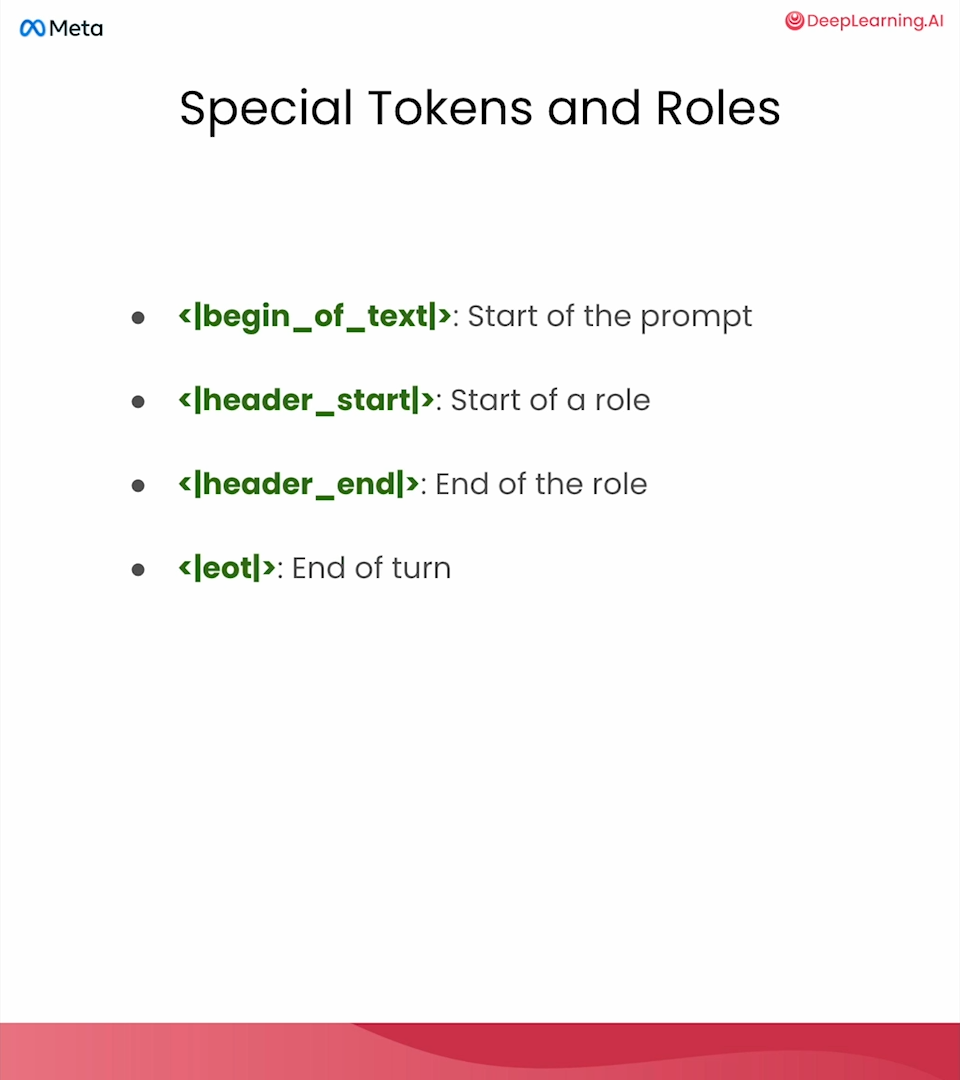 Meta
DeepLearning.AI
Special Tokens and Roles
● <|begin_of_text|>: Start of the prompt
● <|header_start|>: Start of a role
● <|header_end|>: End of the role
● <|eot|>: End of turn